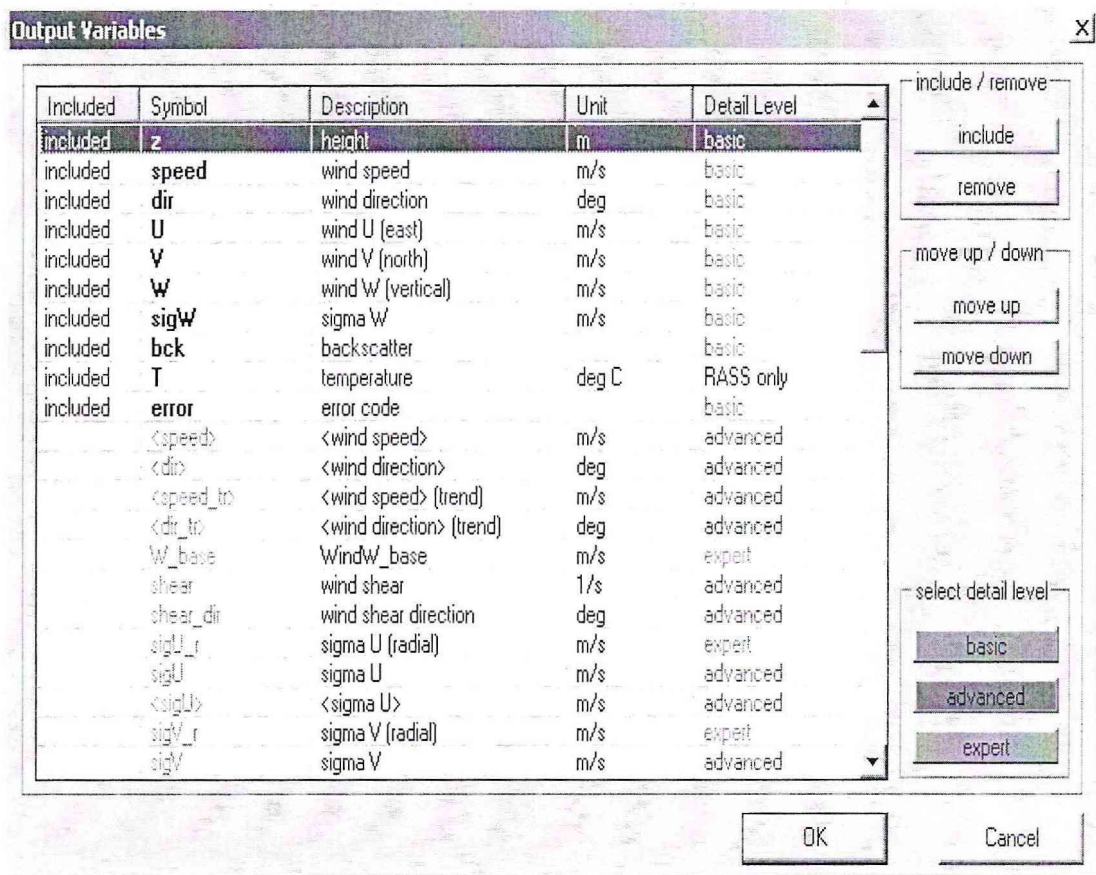 Output Variables X
Included Symbol Description Unit Detail Level
included z height m basic
included speed wind speed m/s basic
included dir wind direction deg basic
included U wind U (east) m/s basic
included V wind V (north) m/s basic
included W wind W (vertical) m/s basic
included sigW sigma W m/s basic
included bck backscatter basic
included T temperature deg C RASS only
included error error code basic
<speed> <wind speed> m/s advanced
<dir> <wind direction> deg advanced
<speed_tr> <wind speed> (trend) m/s advanced
<dir_tr> <wind direction> (trend) deg advanced
W_base WindW_base m/s expert
shear wind shear 1/s advanced
shear_dir wind shear direction deg advanced
sigU_r sigma U (radial) m/s expert
sigU sigma U m/s advanced
<sigU> <sigma U> m/s advanced
sigV_r sigma V (radial) m/s expert
sigV sigma V m/s advanced
include / remove
include
remove
move up / down
move up
move down
select detail level
basic
advanced
expert
OK Cancel